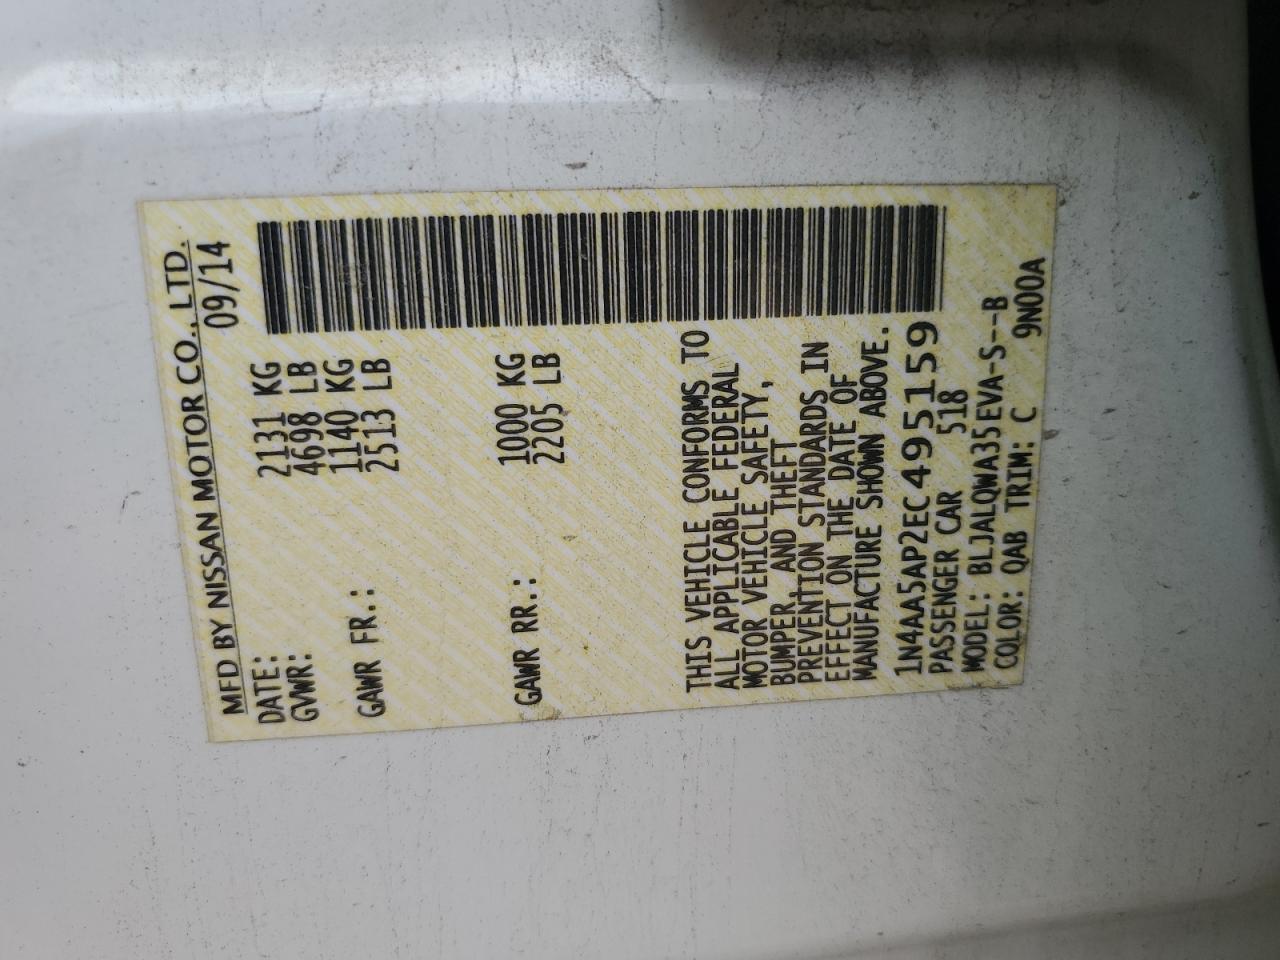 MFD BY NISSAN MOTOR CO., LTD.
DATE: 09/14
GVWR: 2131 KG
4698 LB
GAWR FR.: 1140 KG
2513 LB
GAWR RR.: 1000 KG
2205 LB
THIS VEHICLE CONFORMS TO
ALL APPLICABLE FEDERAL
MOTOR VEHICLE SAFETY,
BUMPER, AND THEFT
PREVENTION STANDARDS IN
EFFECT ON THE DATE OF
MANUFACTURE SHOWN ABOVE.
1N4AA5AP2EC495159
PASSENGER CAR 518
MODEL: BLJALQWA35EVA-S---B
COLOR: QAB TRIM: C 9N00A